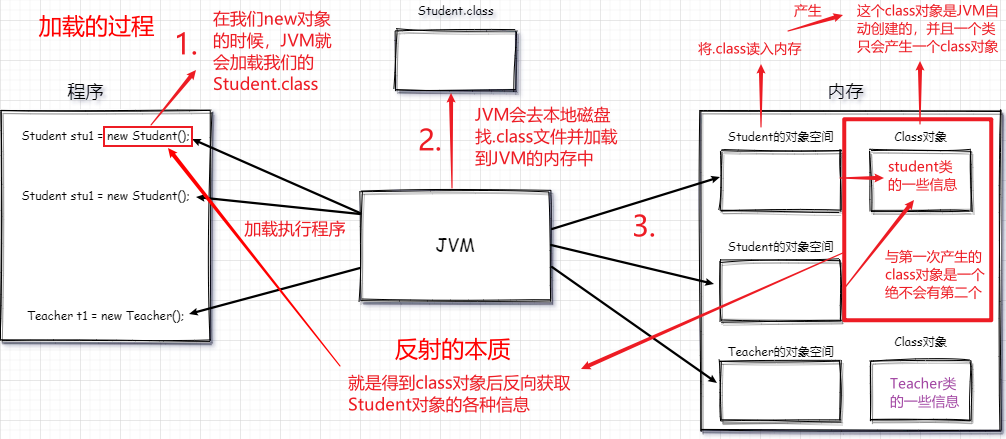 加载的过程
1.
在我们new对象
的时候，JVM就
会加载我们的
Student.class
Student.class
产生
将.class读入内存
这个class对象是JVM自
动创建的，并且一个类
只会产生一个class对象
程序
Student stu1 = new Student();
Student stu1 = new Student();
Teacher t1 = new Teacher();
2.
JVM会去本地磁盘
找.class文件并加载
到JVM的内存中
加载执行程序
JVM
3.
内存
Student的对象空间
Class对象
student类
的一些信息
Student的对象空间
与第一次产生的
class对象是一个
绝不会有第二个
Teacher的对象空间
Class对象
Teacher类
的一些信息
反射的本质
就是得到class对象后反向获取
Student对象的各种信息